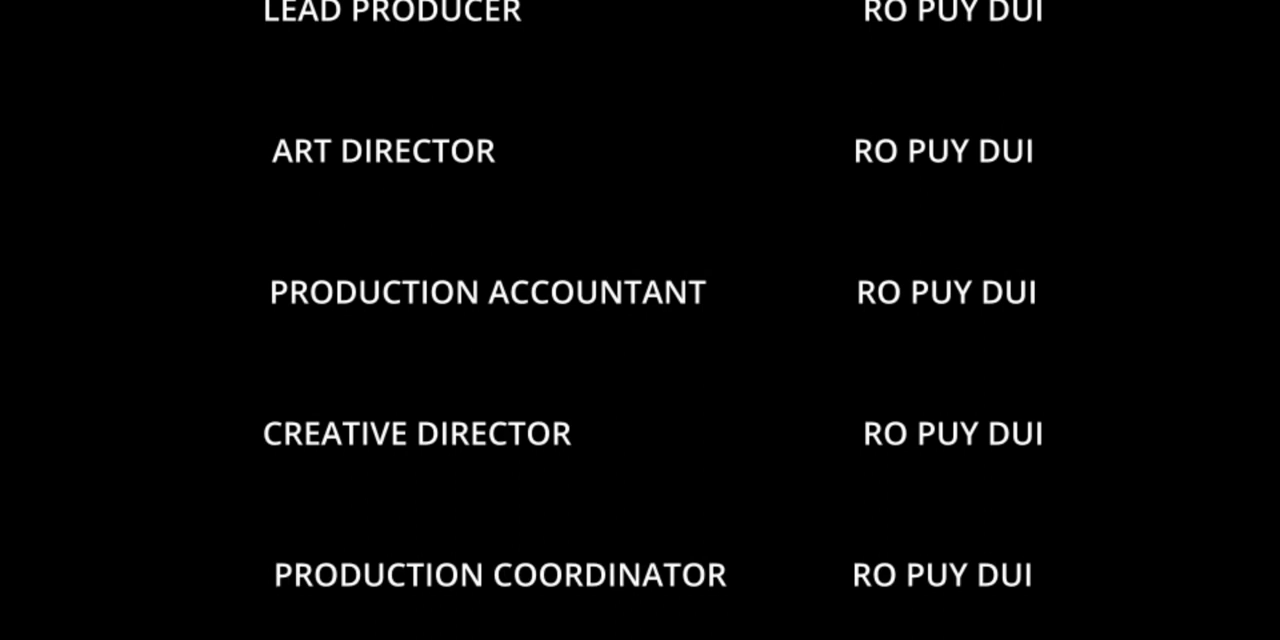 LEAD PRODUCER RO PUY DUI
ART DIRECTOR RO PUY DUI
PRODUCTION ACCOUNTANT RO PUY DUI
CREATIVE DIRECTOR RO PUY DUI
PRODUCTION COORDINATOR RO PUY DUI